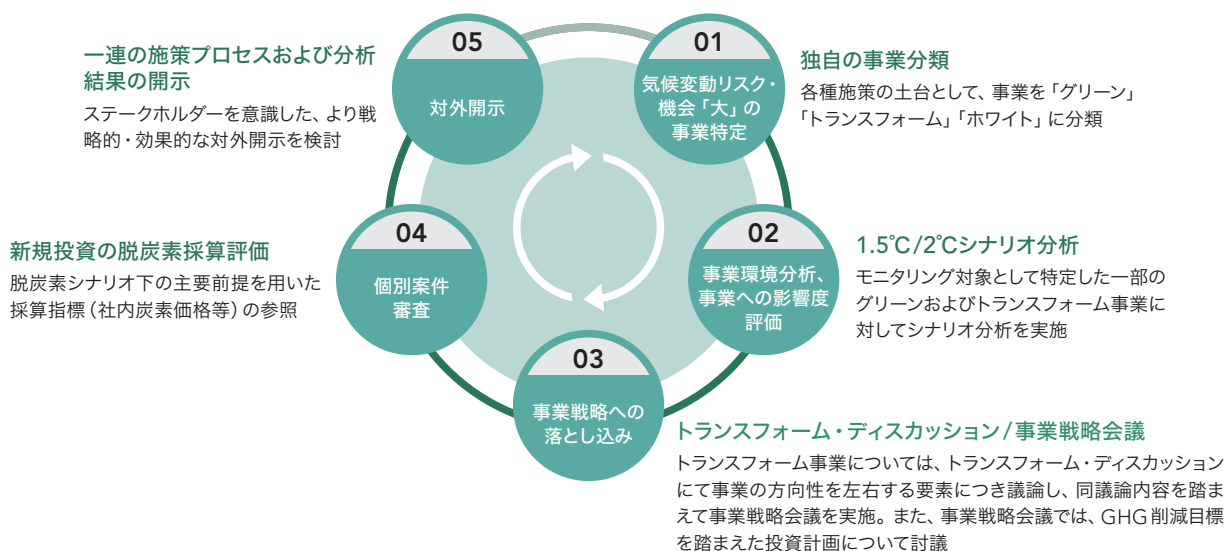 01
気候変動リスク・
機会「大」の
事業特定
独自の事業分類
各種施策の土台として、事業を「グリーン」
「トランスフォーム」「ホワイト」に分類
02
事業環境分析、
事業への影響度
評価
1.5℃/2℃シナリオ分析
モニタリング対象として特定した一部の
グリーンおよびトランスフォーム事業に
対してシナリオ分析を実施
03
事業戦略への
落とし込み
トランスフォーム・ディスカッション/事業戦略会議
トランスフォーム事業については、トランスフォーム・ディスカッション
にて事業の方向性を左右する要素につき議論し、同議論内容を踏ま
えて事業戦略会議を実施。また、事業戦略会議では、GHG削減目標
を踏まえた投資計画について討議
04
個別案件
審査
新規投資の脱炭素採算評価
脱炭素シナリオ下の主要前提を用いた
採算指標(社内炭素価格等)の参照
05
対外開示
一連の施策プロセスおよび分析
結果の開示
ステークホルダーを意識した、より戦
略的・効果的な対外開示を検討